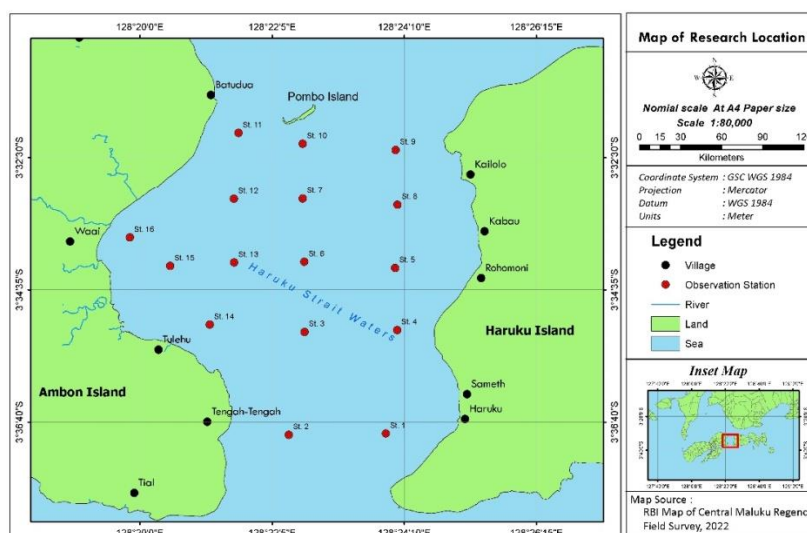 128°20'0"E 128°22'5"E 128°24'10"E 128°26'15"E
Batudua
Pombo Island
St. 11
St. 10
St. 9
3°32'30"S
3°32'30"S
Kailolo
St. 12
St. 7
St. 8
Kabau
Waai
St. 16
St. 15
St. 13
St. 6
St. 5
Rohomoni
Haruku Strait Waters
3°34'35"S
3°34'35"S
St. 14
St. 3
St. 4
Tulehu
Haruku Island
Ambon Island
Sameth
Tengah-Tengah
Haruku
3°36'40"S
3°36'40"S
St. 2
St. 1
Tial
128°20'0"E 128°22'5"E 128°24'10"E 128°26'15"E
Map of Research Location
N
W E
S
Nomial scale At A4 Paper size
Scale 1:80,000
0 15 30 60 90 120
Kilometers
Coordinate System : GSC WGS 1984
Projection : Mercator
Datum : WGS 1984
Units : Meter
Legend
Village
Observation Station
River
Land
Sea
Inset Map
Map Source :
RBI Map of Central Maluku Regenc
Field Survey, 2022